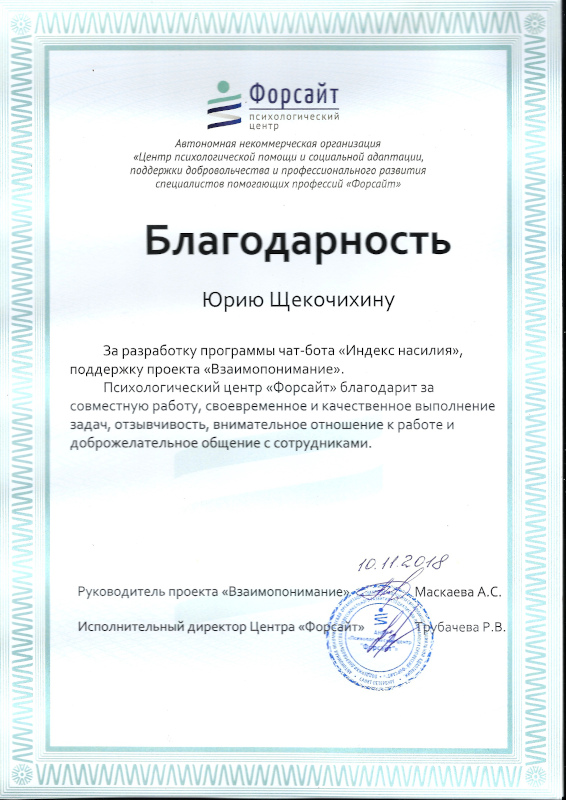 Форсайт
психологический
центр
Автономная некоммерческая организация
«Центр психологической помощи и социальной адаптации,
поддержки добровольчества и профессионального развития
специалистов помогающих профессий «Форсайт»
Благодарность
Юрию Щекочихину
За разработку программы чат-бота «Индекс насилия»,
поддержку проекта «Взаимопонимание».
Психологический центр «Форсайт» благодарит за
совместную работу, своевременное и качественное выполнение
задач, отзывчивость, внимательное отношение к работе и
доброжелательное общение с сотрудниками.
10.11.2018
Руководитель проекта «Взаимопонимание» Маскаева А.С.
Исполнительный директор Центра «Форсайт» Трубачева Р.В.